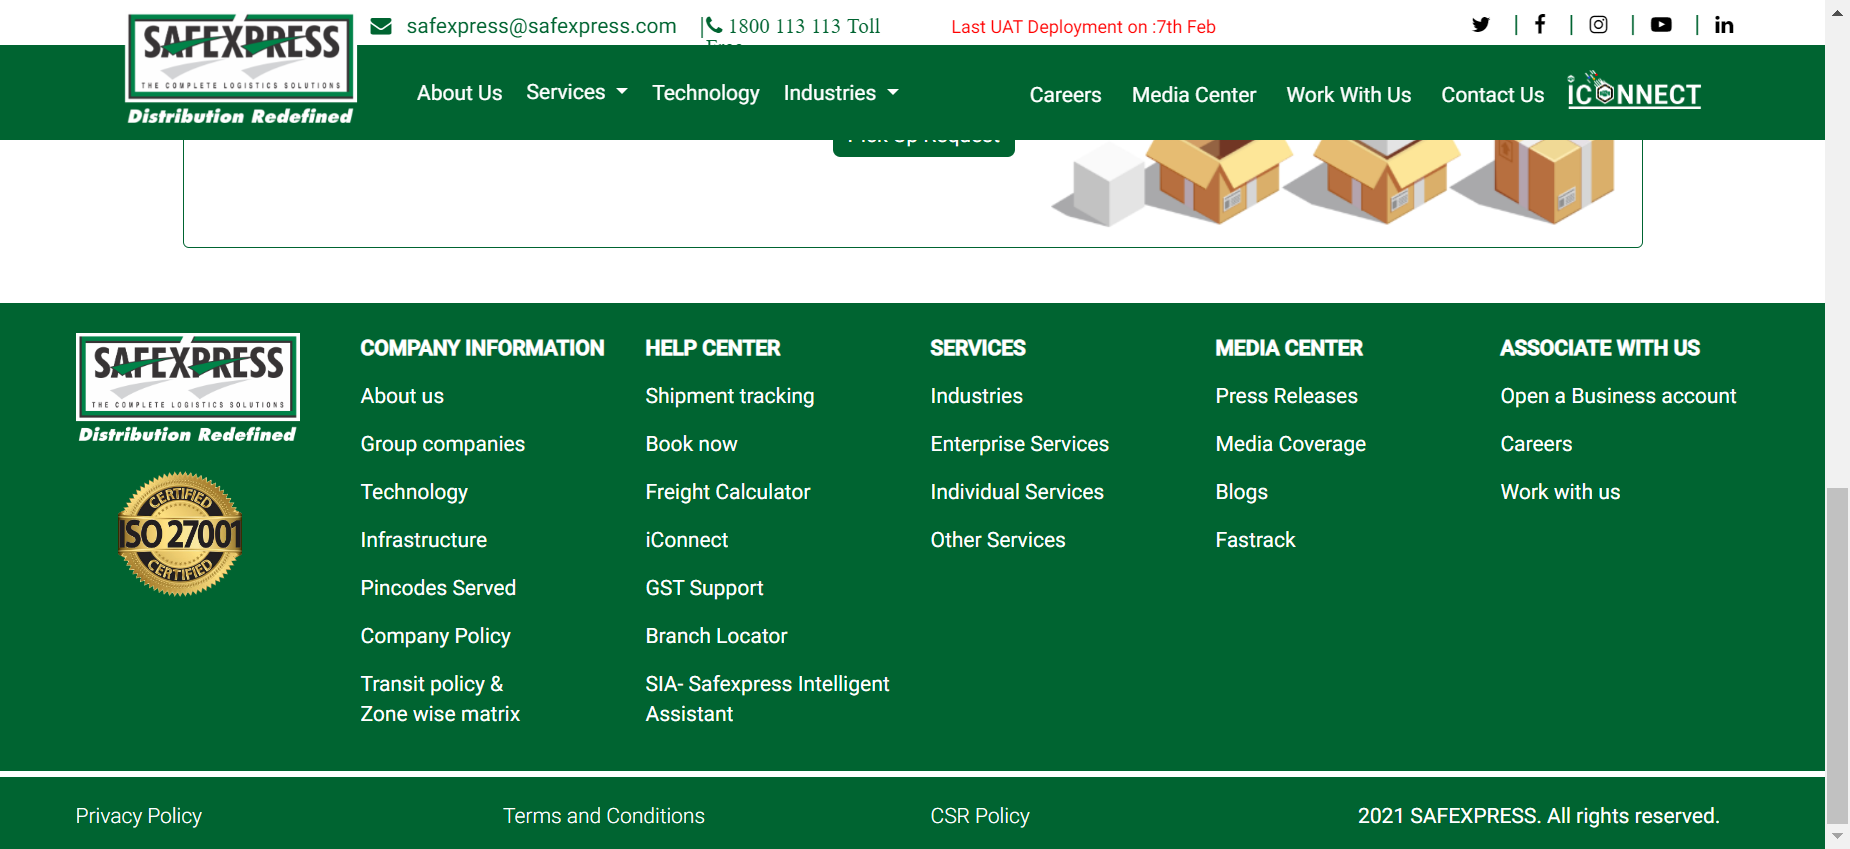 SAFEXPRESS
THE COMPLETE LOGISTICS SOLUTIONS
Distribution Redefined
safexpress@safexpress.com
| 1800 113 113 Toll
Free
Last UAT Deployment on :7th Feb
About Us
Services
Technology
Industries
Careers
Media Center
Work With Us
Contact Us
iCONNECT
Pick Up Request
SAFEXPRESS
THE COMPLETE LOGISTICS SOLUTIONS
Distribution Redefined
CERTIFIED
ISO 27001
CERTIFIED
COMPANY INFORMATION
About us
Group companies
Technology
Infrastructure
Pincodes Served
Company Policy
Transit policy &
Zone wise matrix
HELP CENTER
Shipment tracking
Book now
Freight Calculator
iConnect
GST Support
Branch Locator
SIA- Safexpress Intelligent
Assistant
SERVICES
Industries
Enterprise Services
Individual Services
Other Services
MEDIA CENTER
Press Releases
Media Coverage
Blogs
Fastrack
ASSOCIATE WITH US
Open a Business account
Careers
Work with us
Privacy Policy
Terms and Conditions
CSR Policy
2021 SAFEXPRESS. All rights reserved.